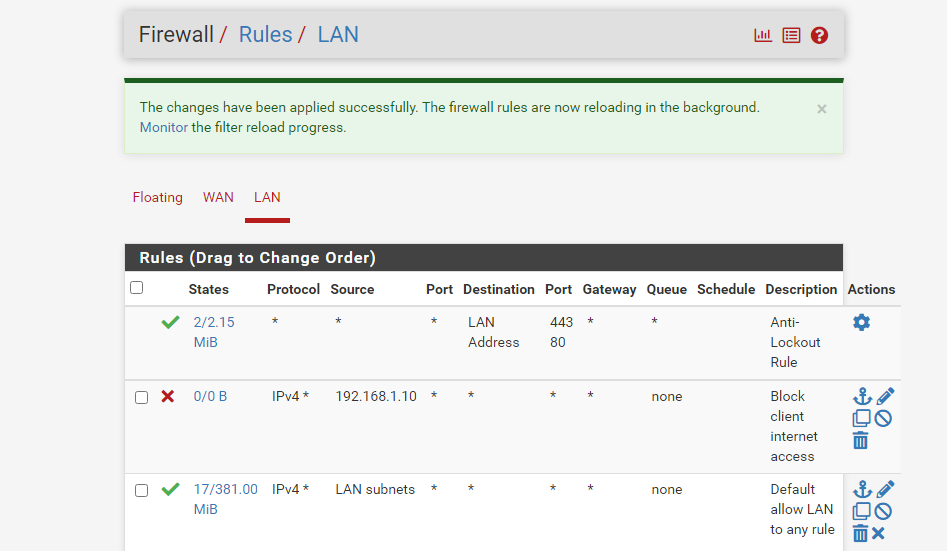 Firewall / Rules / LAN
The changes have been applied successfully. The firewall rules are now reloading in the background.
Monitor the filter reload progress.
×
Floating WAN LAN
Rules (Drag to Change Order)
States Protocol Source Port Destination Port Gateway Queue Schedule Description Actions
2/2.15 * * * LAN 443 * * Anti-
MiB Address 80 Lockout
Rule
0/0 B IPv4 * 192.168.1.10 * * * * none Block
client
internet
access
17/381.00 IPv4 * LAN subnets * * * * none Default
MiB allow LAN
to any rule